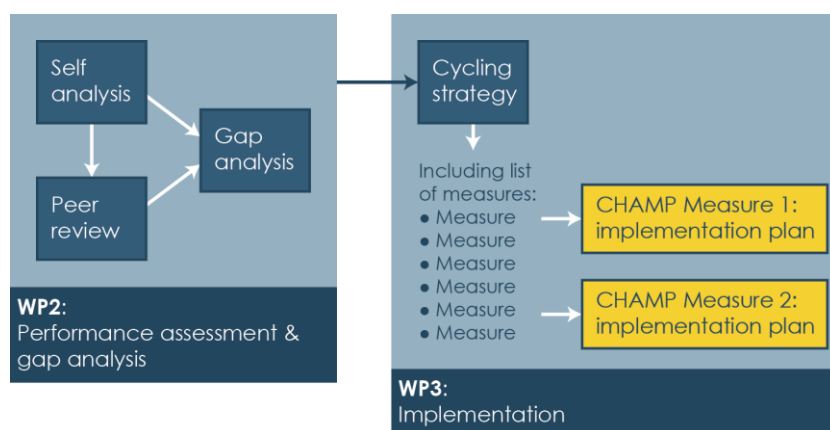 Self
analysis
Gap
analysis
Peer
review
WP2:
Performance assessment &
gap analysis
Cycling
strategy
Including list
of measures:
● Measure
● Measure
● Measure
● Measure
● Measure
● Measure
CHAMP Measure 1:
implementation plan
CHAMP Measure 2:
implementation plan
WP3:
Implementation